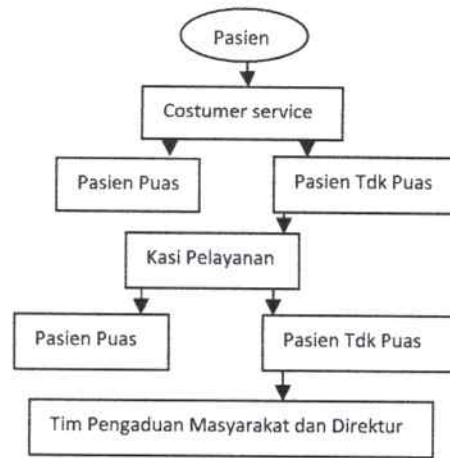 Pasien
Costumer service
Pasien Puas
Pasien Tdk Puas
Kasi Pelayanan
Pasien Puas
Pasien Tdk Puas
Tim Pengaduan Masyarakat dan Direktur